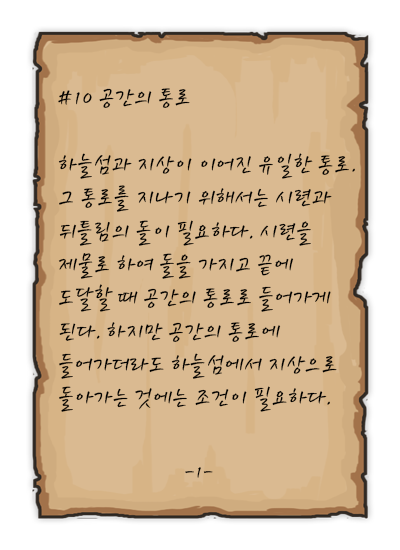 #10 공간의 통로
하늘섬과 지상이 이어진 유일한 통로.
그 통로를 지나기 위해서는 시련과
뒤틀림의 돌이 필요하다. 시련을
제물로 하여 돌을 가지고 끝에
도달할 때 공간의 통로로 들어가게
된다. 하지만 공간의 통로에
들어가더라도 하늘섬에서 지상으로
돌아가는 것에는 조건이 필요하다.
-1-